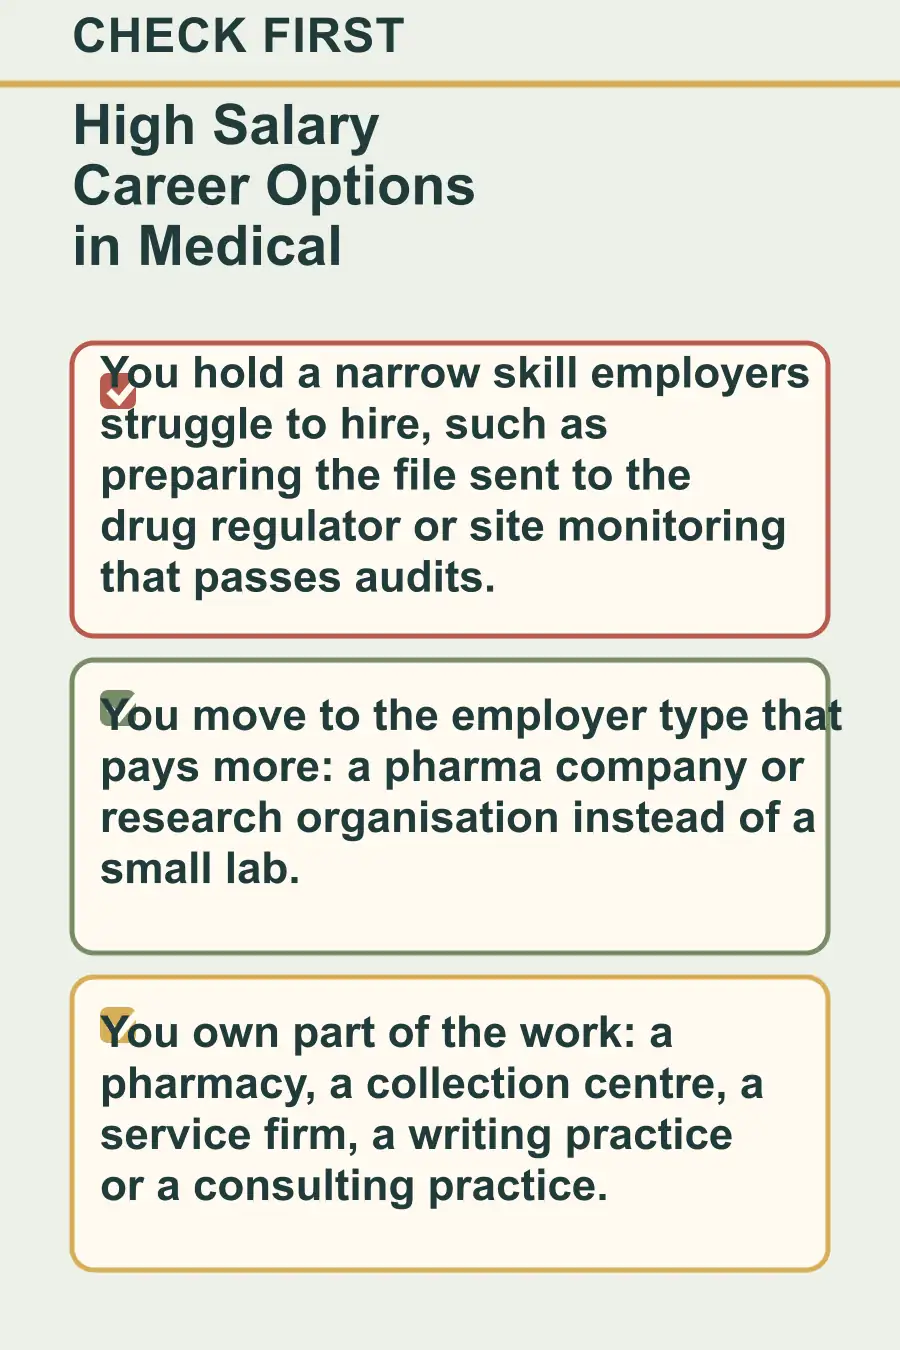 CHECK FIRST
High Salary
Career Options
in Medical
You hold a narrow skill employers
struggle to hire, such as
preparing the file sent to the
drug regulator or site monitoring
that passes audits.
You move to the employer type that
pays more: a pharma company or
research organisation instead of a
small lab.
You own part of the work: a
pharmacy, a collection centre, a
service firm, a writing practice
or a consulting practice.